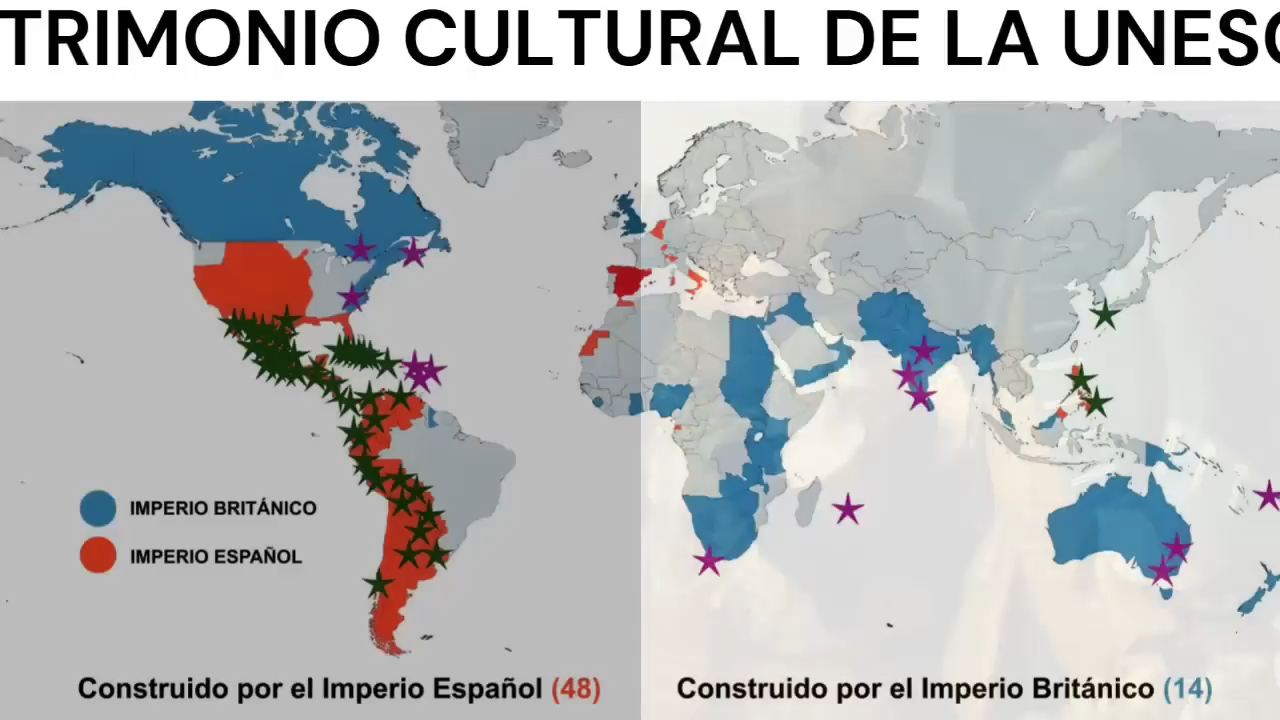 TRIMONIO CULTURAL DE LA UNESC
IMPERIO BRITÁNICO
IMPERIO ESPAÑOL
Construido por el Imperio Español (48)
Construido por el Imperio Británico (14)